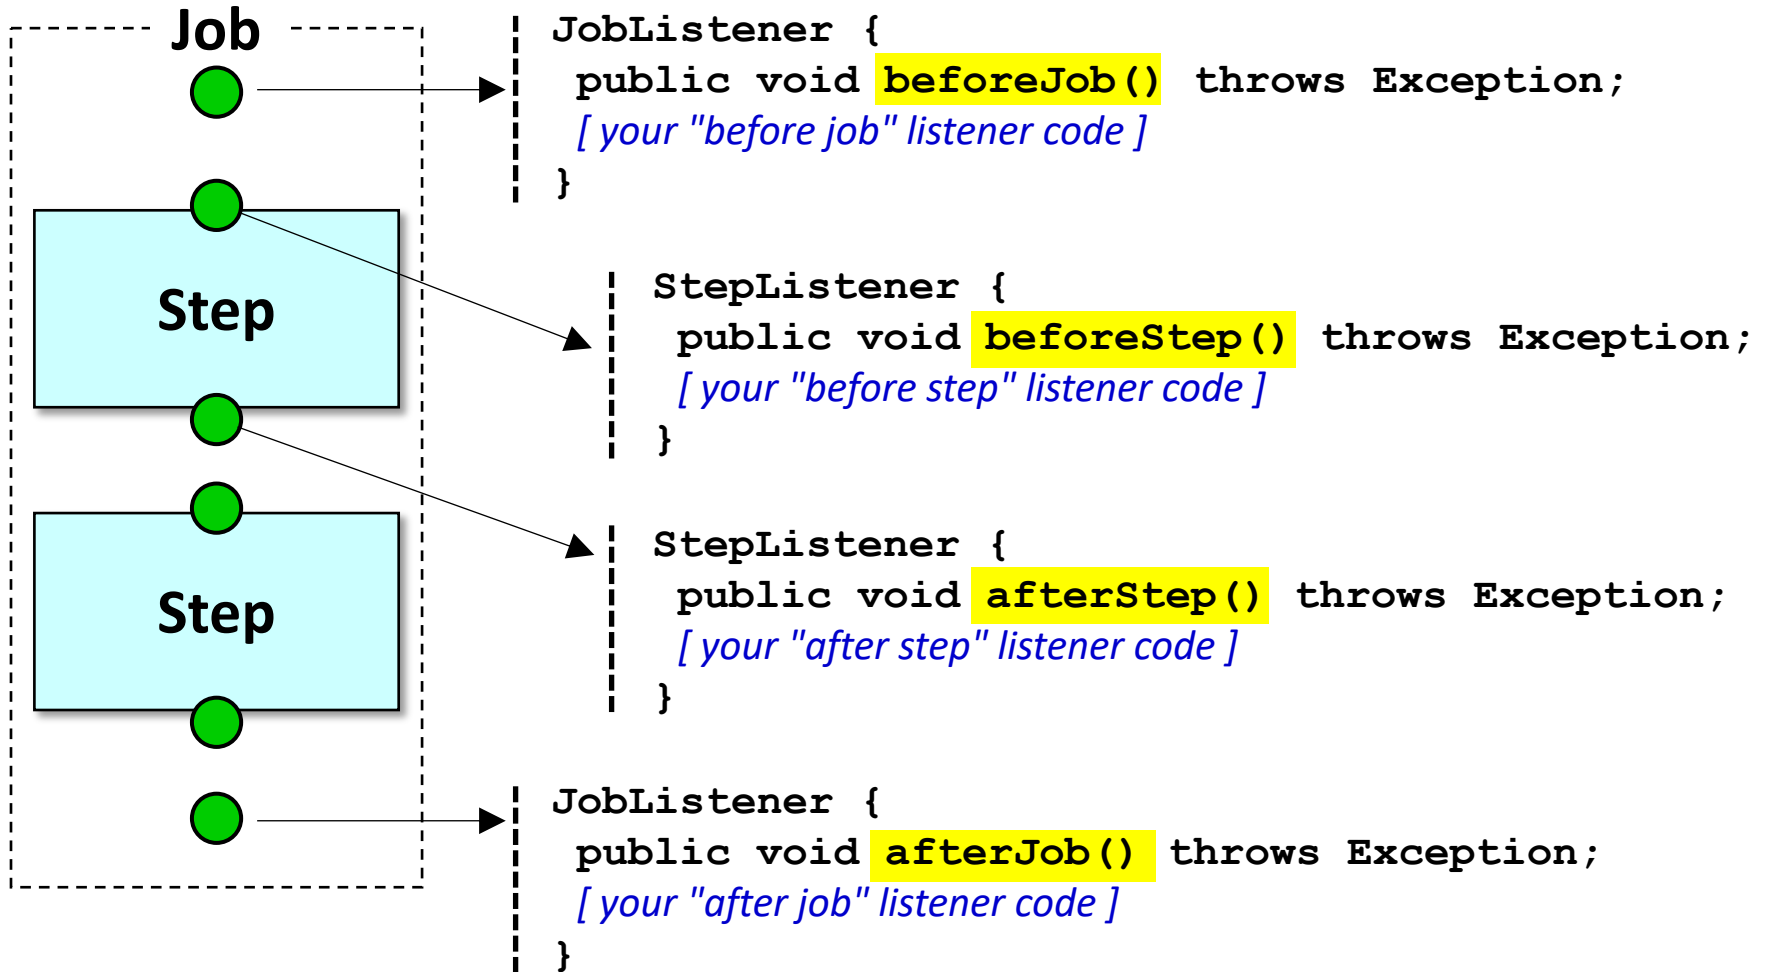 Job
Step
Step
JobListener {
public void beforeJob() throws Exception;
[ your "before job" listener code ]
}
StepListener {
public void beforeStep() throws Exception;
[ your "before step" listener code ]
}
StepListener {
public void afterStep() throws Exception;
[ your "after step" listener code ]
}
JobListener {
public void afterJob() throws Exception;
[ your "after job" listener code ]
}